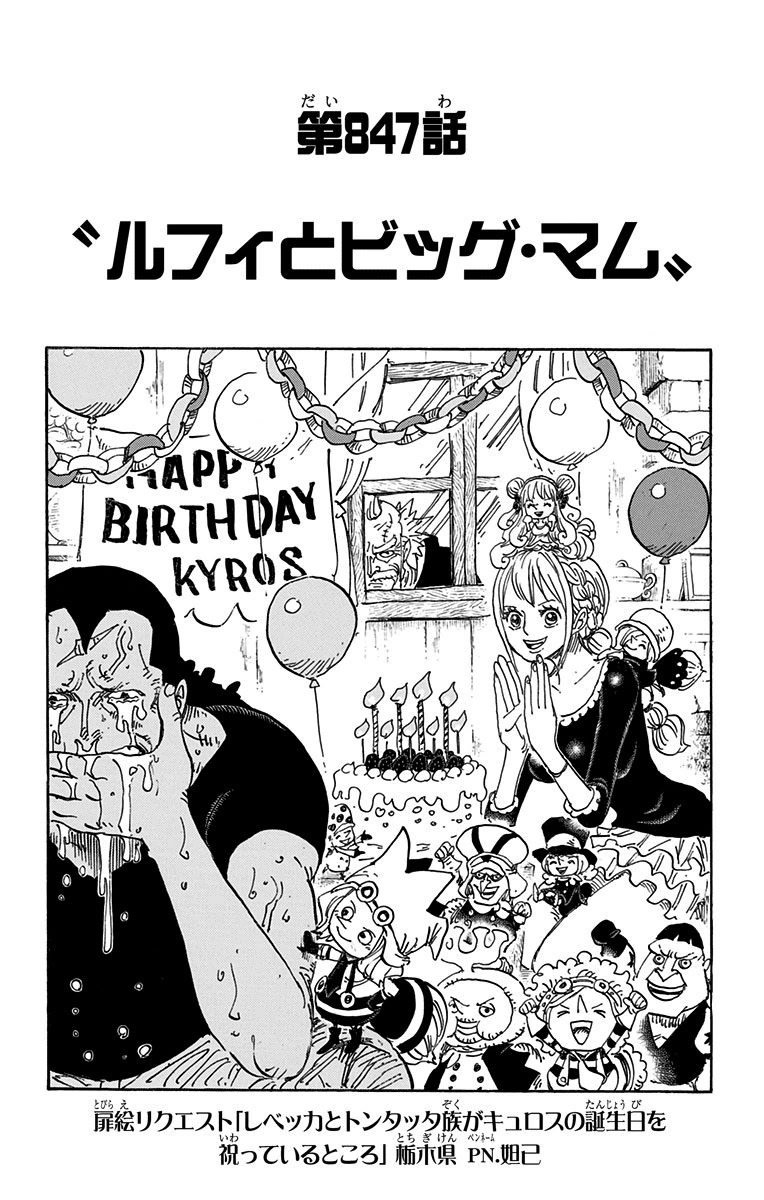 第847話
〝ルフィとビッグ・マム〟
HAPPY
BIRTHDAY
KYROS
扉絵リクエスト「レベッカとトンタッタ族がキュロスの誕生日を
祝っているところ」 栃木県 PN.妲己